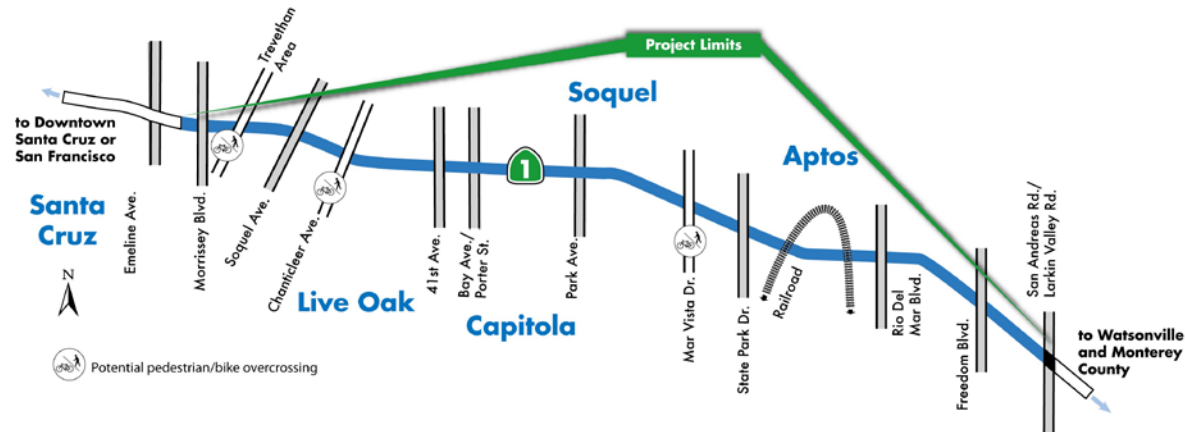 Project Limits
Trevethan
Area
Soquel
to Downtown
Santa Cruz or
San Francisco
1
Aptos
Santa
Cruz
Emeline Ave.
Morrissey Blvd.
Soquel Ave.
Chanticleer Ave.
41st Ave.
Bay Ave./
Porter St.
Park Ave.
Mar Vista Dr.
State Park Dr.
Railroad
Rio Del
Mar Blvd.
Freedom Blvd.
San Andreas Rd./
Larkin Valley Rd.
N
Live Oak
Capitola
to Watsonville
and Monterey
County
Potential pedestrian/bike overcrossing